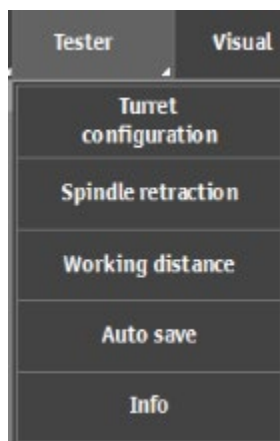 Tester Visual
Turret
configuration
Spindle retraction
Working distance
Auto save
Info